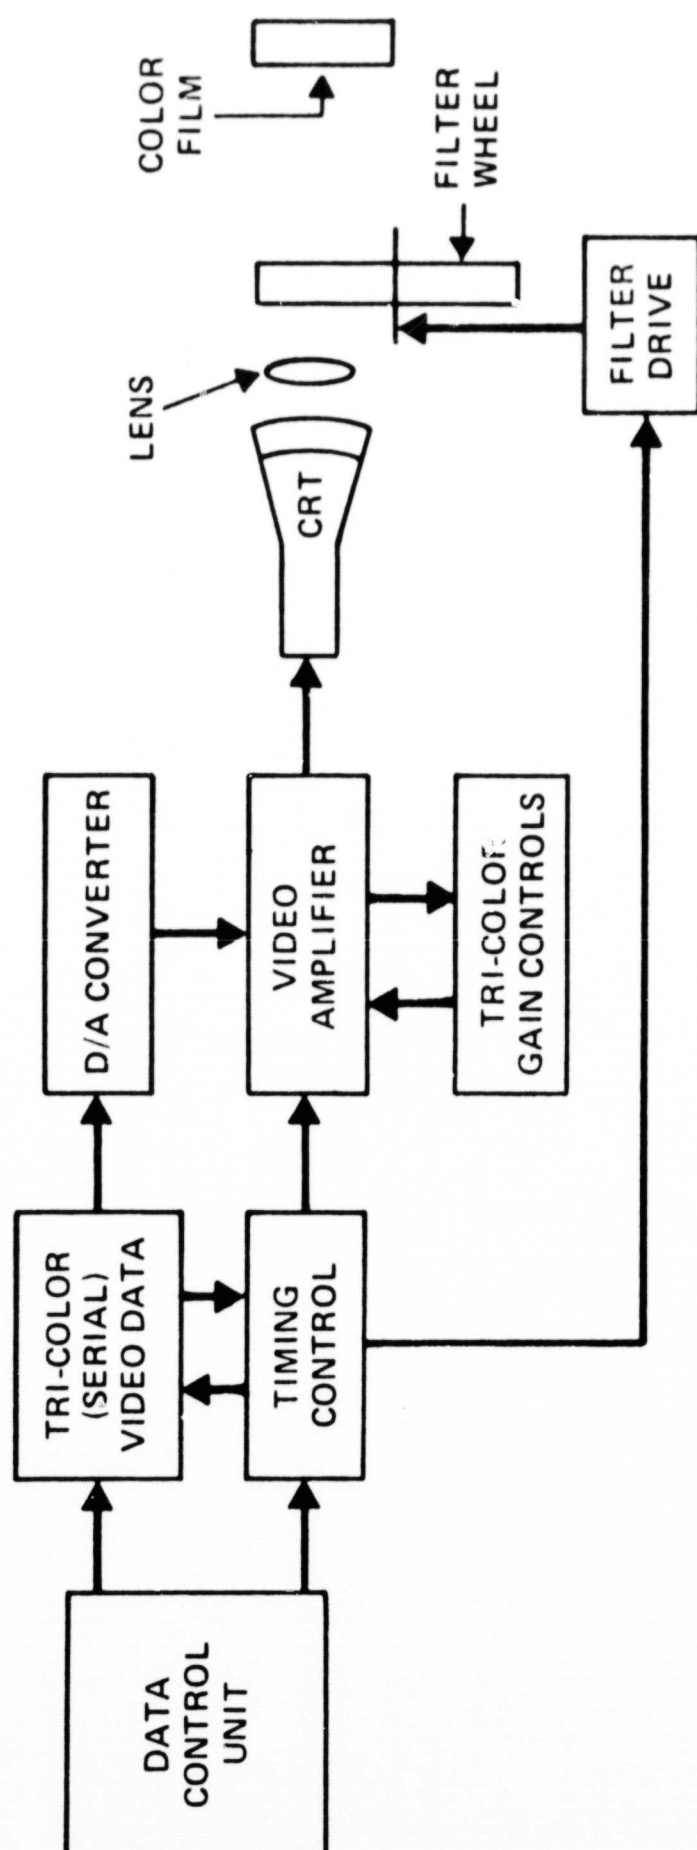 DATA
CONTROL
UNIT
TRI-COLOR
(SERIAL)
VIDEO DATA
TIMING
CONTROL
D/A CONVERTER
VIDEO
AMPLIFIER
TRI-COLOR
GAIN CONTROLS
CRT
LENS
FILTER
DRIVE
FILTER
WHEEL
COLOR
FILM